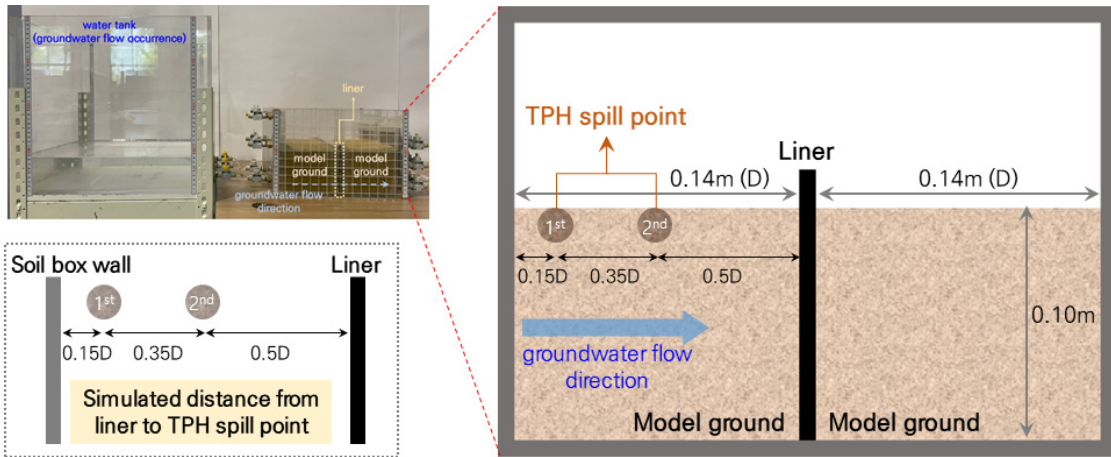 water tank
(groundwater flow occurrence)
liner
model
ground
model
ground
groundwater flow
direction
Soil box wall
Liner
1st
2nd
0.15D
0.35D
0.5D
Simulated distance from
liner to TPH spill point
TPH spill point
Liner
0.14m (D)
0.14m (D)
1st
2nd
0.15D
0.35D
0.5D
0.10m
groundwater flow
direction
Model ground
Model ground